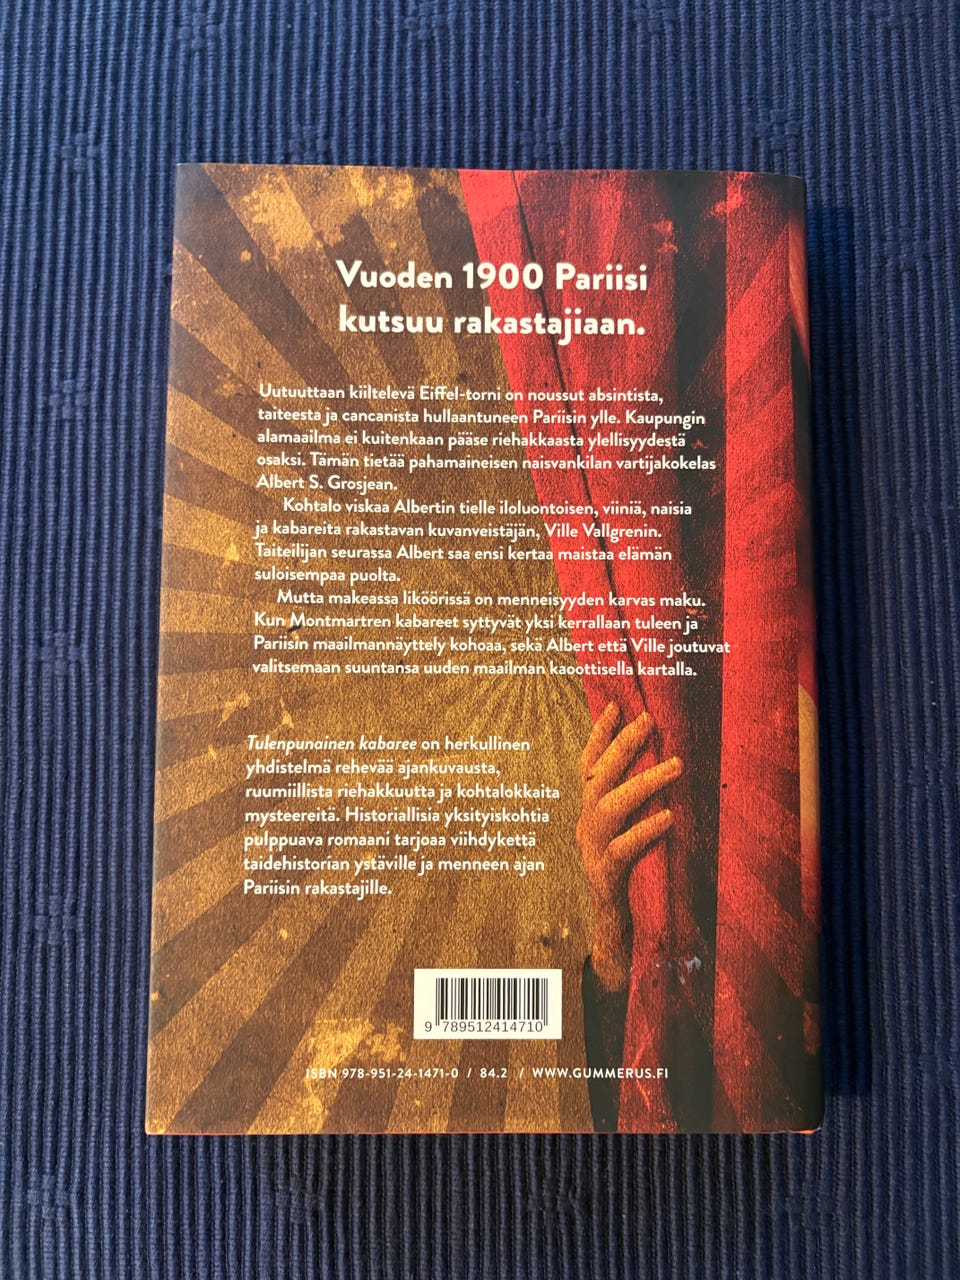 Vuoden 1900 Pariisi
kutsuu rakastajiaan.
Uutuuttaan kiiltelevä Eiffel-torni on noussut absintista,
taiteesta ja cancanista hullaantuneen Pariisin ylle. Kaupungin
alamaailma ei kuitenkaan pääse riehakkaasta ylellisyydestä
osaksi. Tämän tietää pahamaineisen naisvankilan vartijakokelas
Albert S. Grosjean.
Kohtalo viskaa Albertin tielle iloluontoisen, viiniä, naisia
ja kabareita rakastavan kuvanveistäjän, Ville Vallgrenin.
Taiteilijan seurassa Albert saa ensi kertaa maistaa elämän
suloisempaa puolta.
Mutta makeassa liköörissä on menneisyyden karvas maku.
Kun Montmartren kabareet syttyvät yksi kerrallaan tuleen ja
Pariisin maailmannäyttely kohoaa, sekä Albert että Ville joutuvat
valitsemaan suuntansa uuden maailman kaoottisella kartalla.
Tulenpunainen kabaree on herkullinen
yhdistelmä rehevää ajankuvausta,
ruumiillista riehakkuutta ja kohtalokkaita
mysteereitä. Historiallisia yksityiskohtia
pulppuava romaani tarjoaa viihdykettä
taidehistorian ystäville ja menneen ajan
Pariisin rakastajille.
9 789512 414710
ISBN 978-951-24-1471-0 / 84.2 / WWW.GUMMERUS.FI